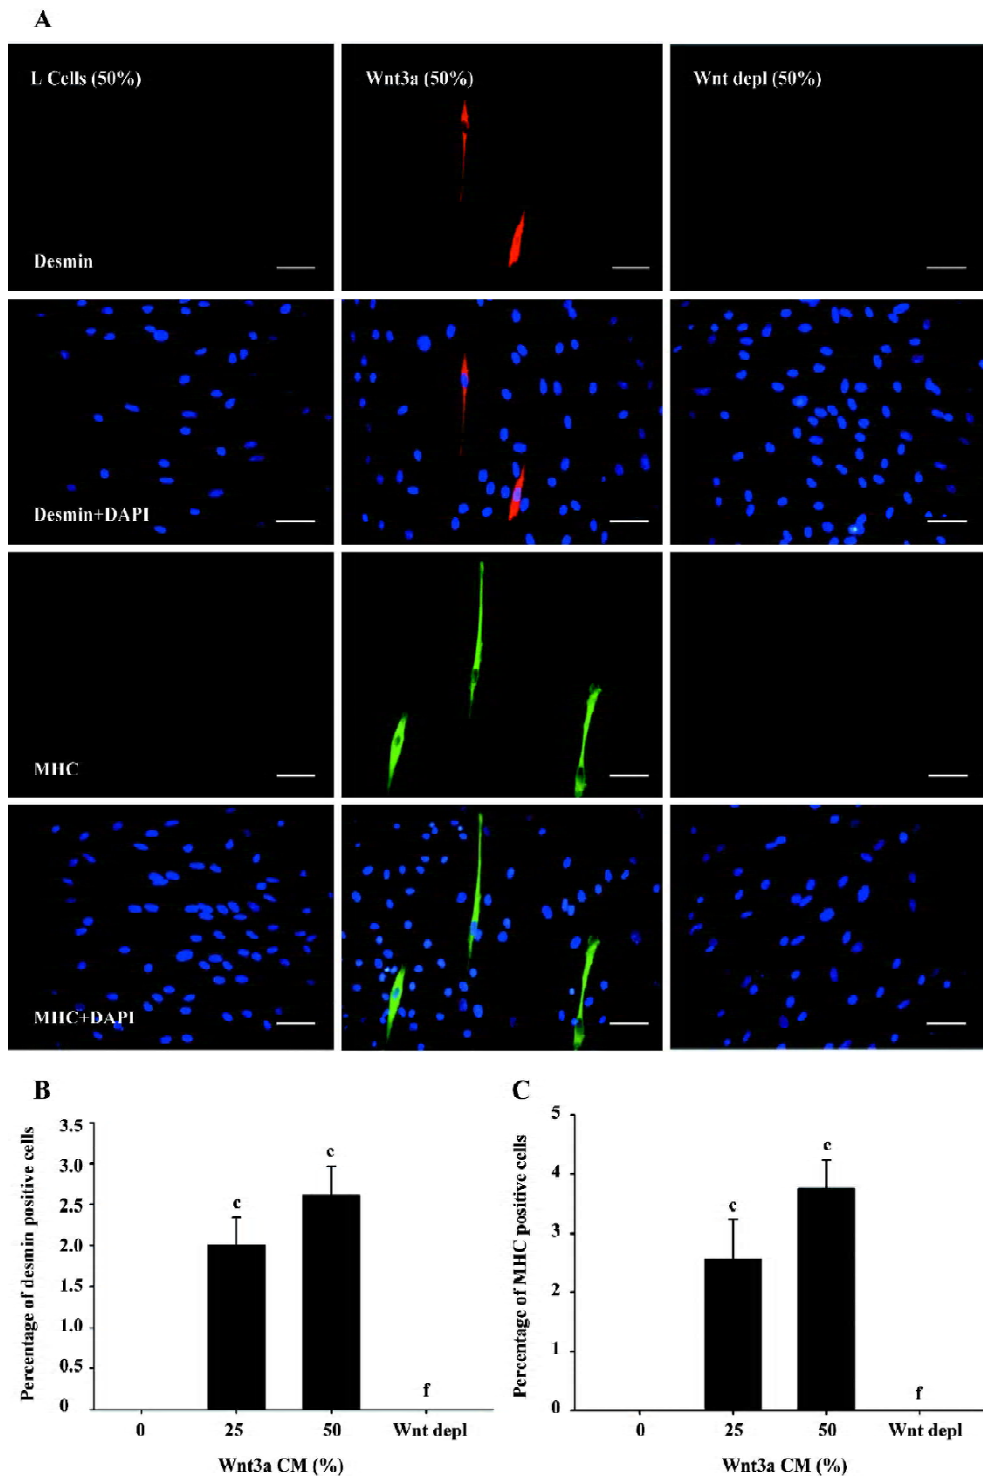 A
L Cells (50%)
Wnt3a (50%)
Wnt depl (50%)
Desmin
Desmin+DAPI
MHC
MHC+DAPI
B
Percentage of desmin positive cells
3.5
3.0
2.5
2.0
1.5
1.0
0.5
0
c
c
f
0 25 50 Wnt depl
Wnt3a CM (%)
C
Percentage of MHC positive cells
5
4
3
2
1
0
c
c
f
0 25 50 Wnt depl
Wnt3a CM (%)